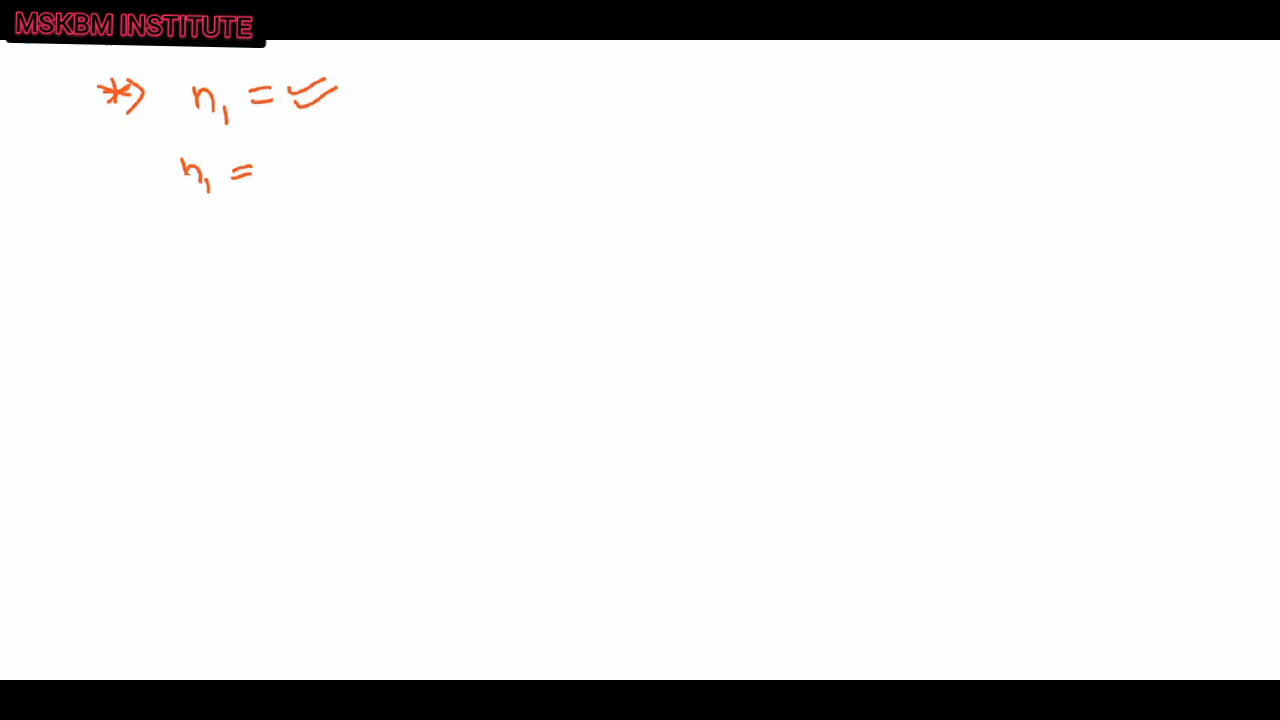 MSKBM INSTITUTE
*) n₁ =
n₁ =